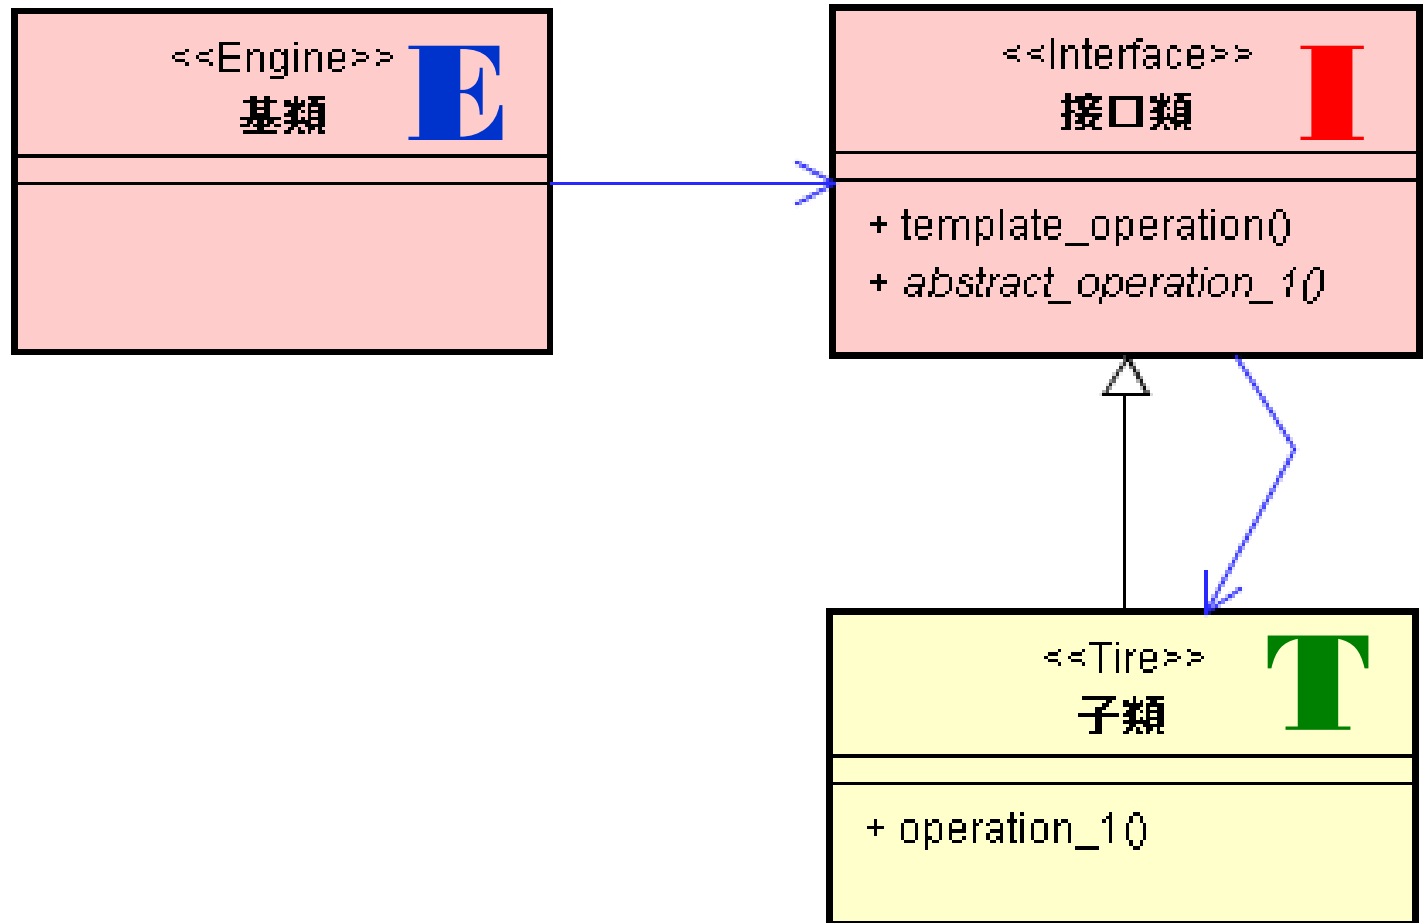 <<Engine>>
基類
E
<<Interface>>
接口類
I
+ template_operation()
+ abstract_operation_1()
<<Tire>>
子類
T
+ operation_1()